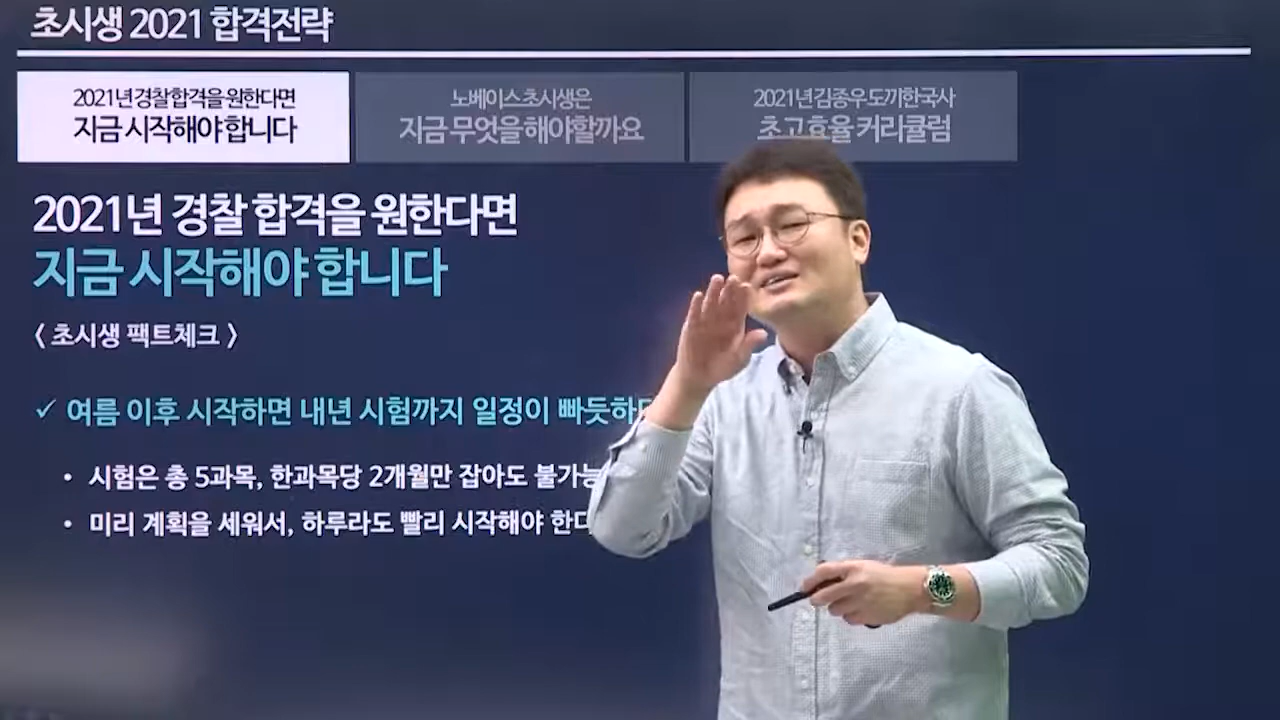 초시생 2021 합격전략
2021년 경찰 합격을 원한다면
지금 시작해야 합니다
노베이스 초시생은
지금 무엇을 해야할까요
2021년 김종우 도끼한국사
초고효율 커리큘럼
2021년 경찰 합격을 원한다면
지금 시작해야 합니다
< 초시생 팩트체크 >
✓ 여름 이후 시작하면 내년 시험까지 일정이 빠듯하다
• 시험은 총 5과목, 한과목당 2개월만 잡아도 불가능
• 미리 계획을 세워서, 하루라도 빨리 시작해야 한다